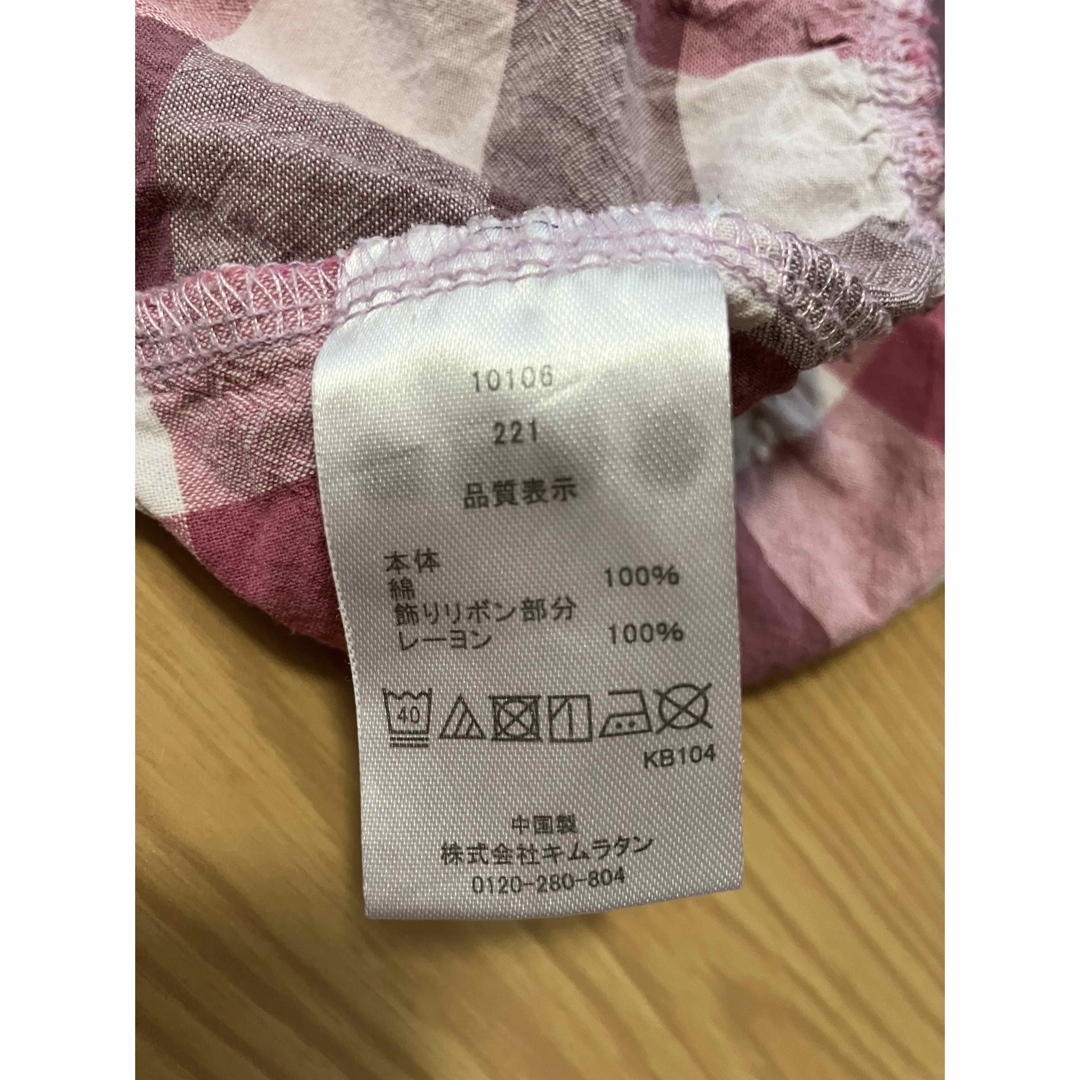 10106
221
品質表示
本体
綿 100%
飾りリボン部分
レーヨン 100%
40
KB104
中国製
株式会社キムラタン
0120-280-804